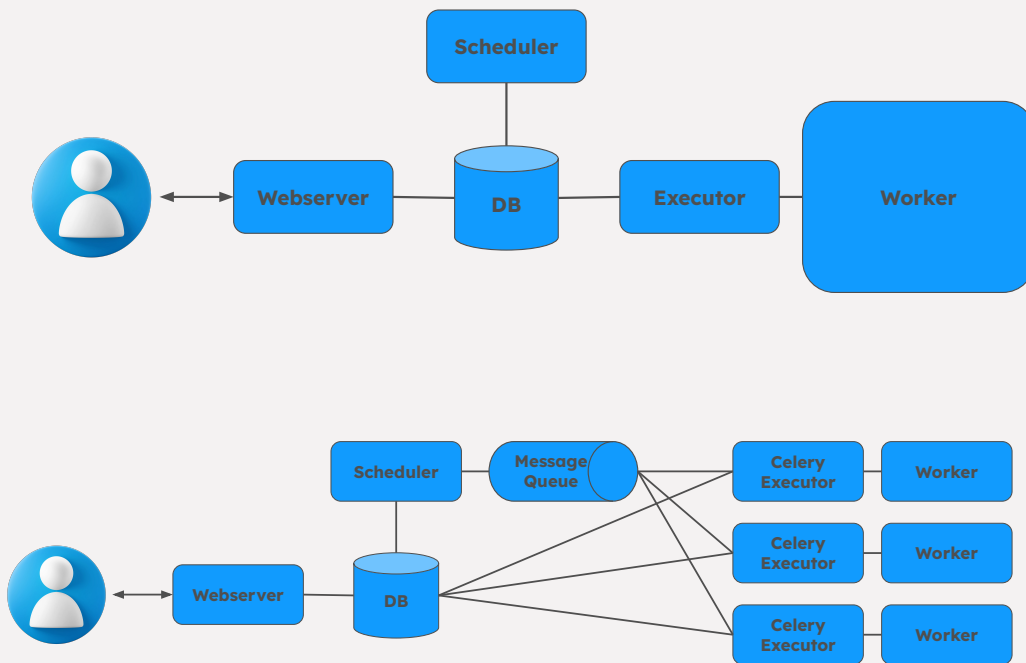 Scheduler
Webserver
DB
Executor
Worker
Scheduler
Message
Queue
Celery
Executor
Worker
Celery
Executor
Worker
Webserver
DB
Celery
Executor
Worker